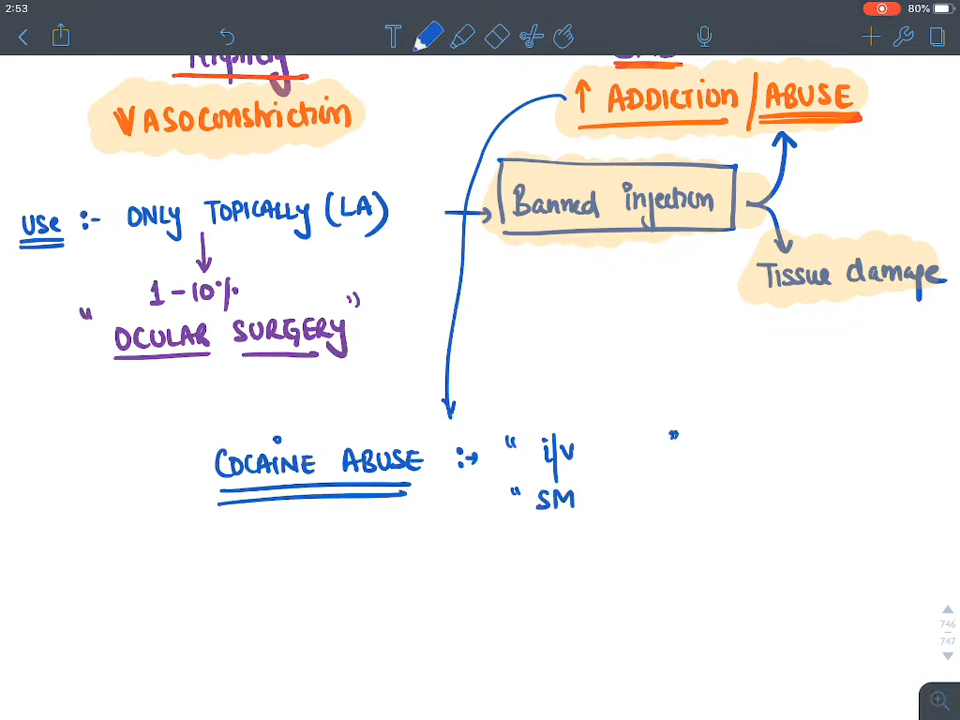 2:53
80%
T
Rapidly
↑ ADDICTION / ABUSE
VASOConstriction
Banned injection
USE :- ONLY TOPICALLY (LA)
Tissue damage
1-10%
" OCULAR SURGERY"
COCAINE ABUSE :→ " i/v "
" SM
746
747